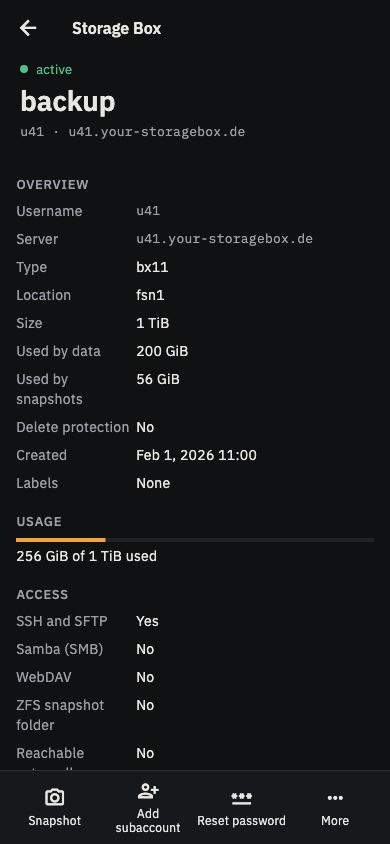 Storage Box
active
backup
u41 · u41.your-storagebox.de
OVERVIEW
Username u41
Server u41.your-storagebox.de
Type bx11
Location fsn1
Size 1 TiB
Used by data 200 GiB
Used by snapshots 56 GiB
Delete protection No
Created Feb 1, 2026 11:00
Labels None
USAGE
256 GiB of 1 TiB used
ACCESS
SSH and SFTP Yes
Samba (SMB) No
WebDAV No
ZFS snapshot folder No
Reachable No
Snapshot
Add subaccount
Reset password
More